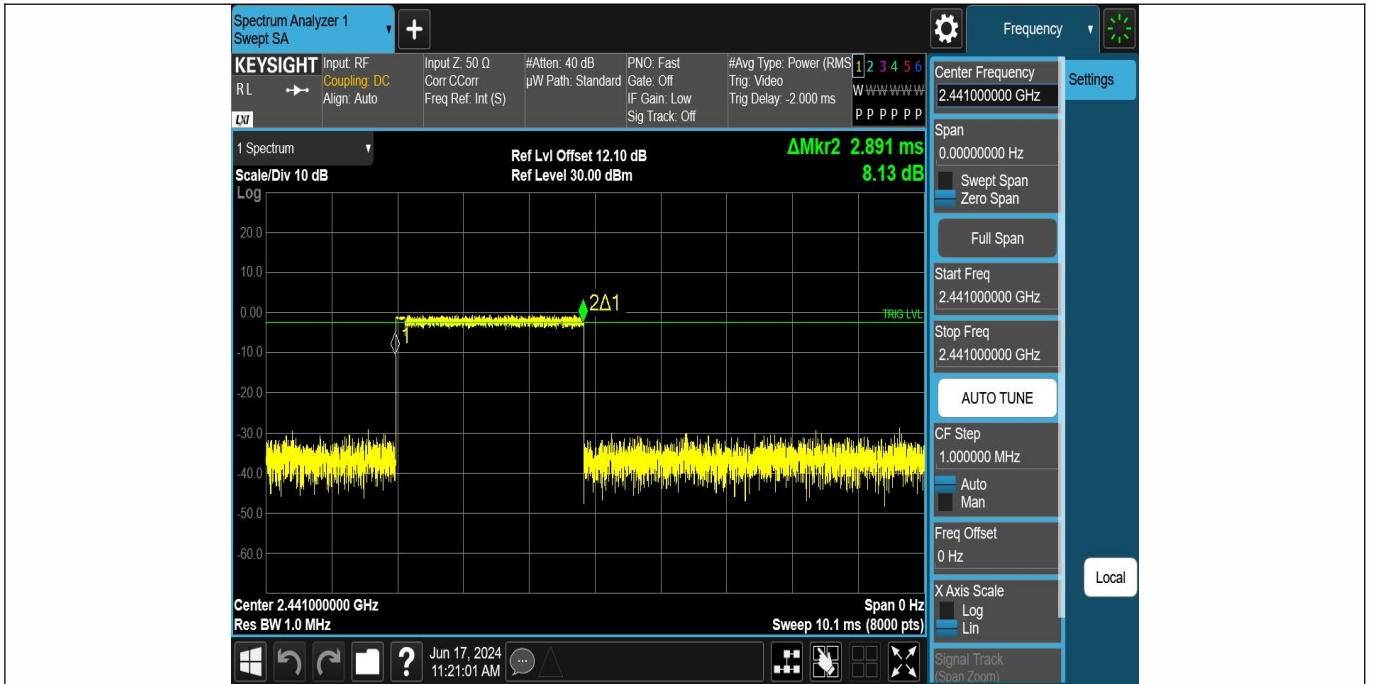 Spectrum Analyzer 1
Swept SA
+
Frequency
KEYSIGHT
Input: RF
Input Z: 50 Ω
#Atten: 40 dB
PNO: Fast
#Avg Type: Power (RMS
1 2 3 4 5 6
R L
Coupling: DC
Corr CCorr
µW Path: Standard
Gate: Off
Trig: Video
W W W W W W
Align: Auto
Freq Ref: Int (S)
IF Gain: Low
Trig Delay: -2.000 ms
LXI
Sig Track: Off
P P P P P P
1 Spectrum
Ref Lvl Offset 12.10 dB
ΔMkr2 2.891 ms
Scale/Div 10 dB
Ref Level 30.00 dBm
8.13 dB
Log
20.0
10.0
0.00
-10.0
-20.0
-30.0
-40.0
-50.0
-60.0
2Δ1
1
TRIG LVL
Center 2.441000000 GHz
Span 0 Hz
Res BW 1.0 MHz
Sweep 10.1 ms (8000 pts)
Center Frequency
2.441000000 GHz
Settings
Span
0.00000000 Hz
Swept Span
Zero Span
Full Span
Start Freq
2.441000000 GHz
Stop Freq
2.441000000 GHz
AUTO TUNE
CF Step
1.000000 MHz
Auto
Man
Freq Offset
0 Hz
X Axis Scale
Log
Lin
Signal Track
(Span Zoom)
Local
?
Jun 17, 2024
11:21:01 AM